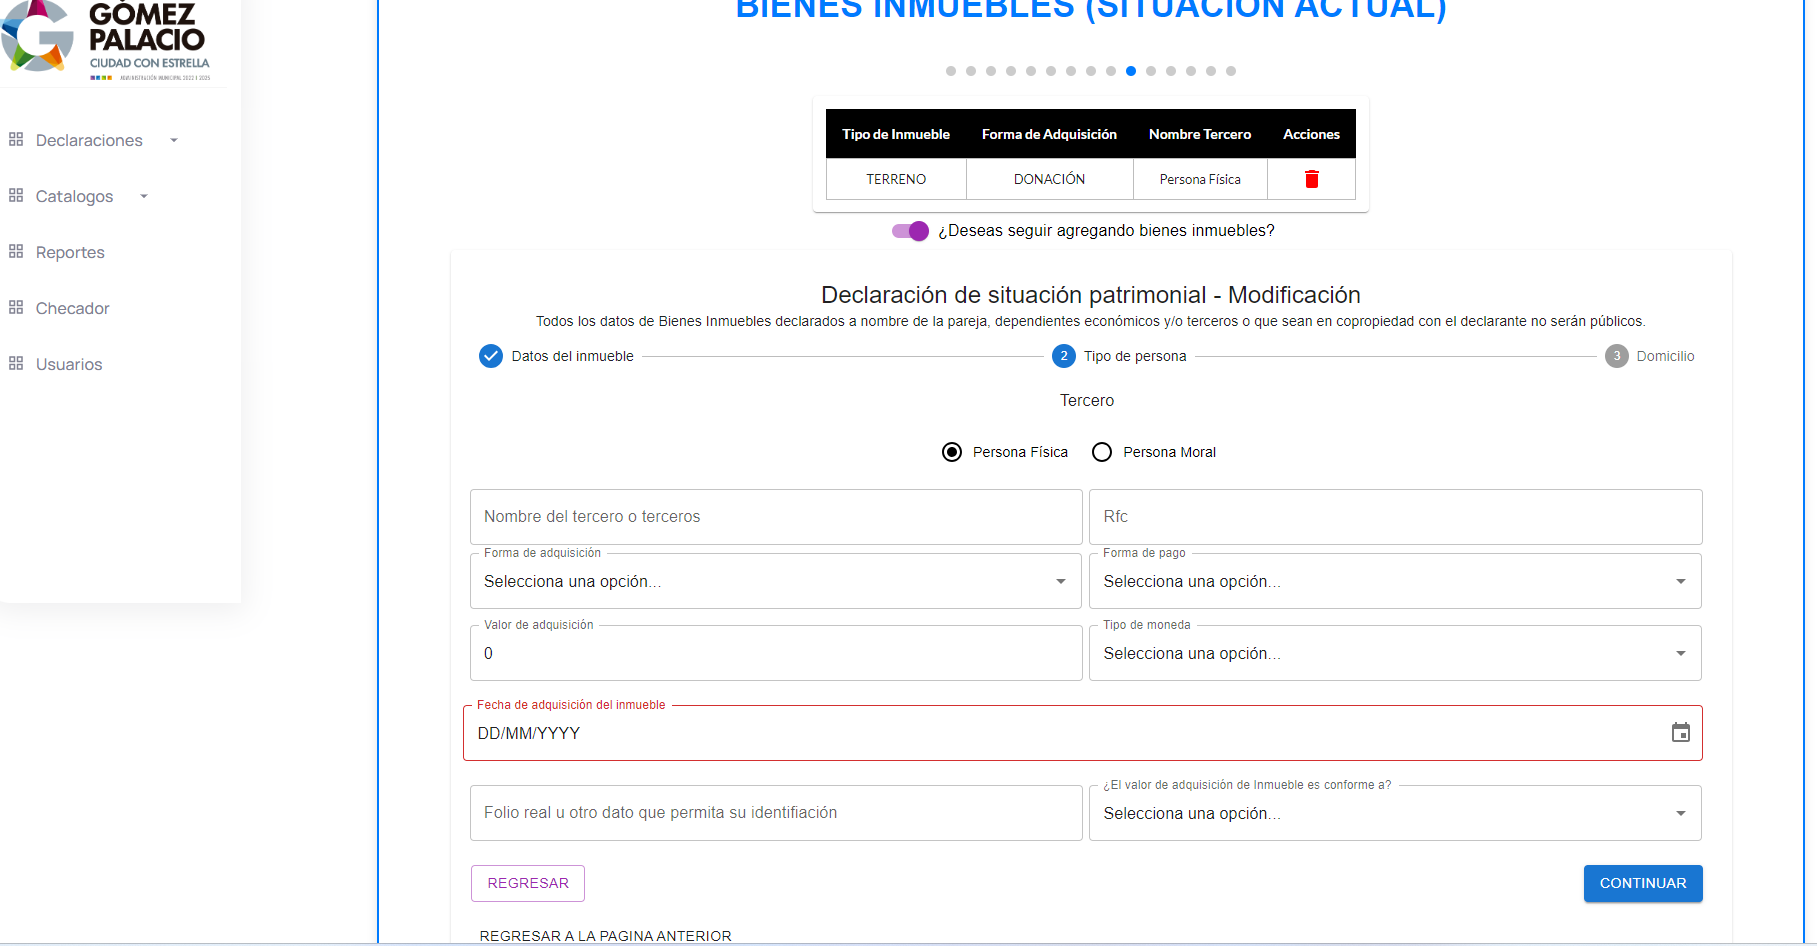 GÓMEZ
PALACIO
CIUDAD CON ESTRELLA
ADMINISTRACIÓN MUNICIPAL 2022 | 2025
Declaraciones
Catalogos
Reportes
Checador
Usuarios
BIENES INMUEBLES (SITUACIÓN ACTUAL)
Tipo de Inmueble Forma de Adquisición Nombre Tercero Acciones
TERRENO DONACIÓN Persona Física
¿Deseas seguir agregando bienes inmuebles?
Declaración de situación patrimonial - Modificación
Todos los datos de Bienes Inmuebles declarados a nombre de la pareja, dependientes económicos y/o terceros o que sean en copropiedad con el declarante no serán públicos.
Datos del inmueble 2 Tipo de persona 3 Domicilio
Tercero
Persona Física Persona Moral
Nombre del tercero o terceros Rfc
Forma de adquisición Forma de pago
Selecciona una opción... Selecciona una opción...
Valor de adquisición Tipo de moneda
0 Selecciona una opción...
Fecha de adquisición del inmueble
DD/MM/YYYY
¿El valor de adquisición de Inmueble es conforme a?
Folio real u otro dato que permita su identifiación Selecciona una opción...
REGRESAR CONTINUAR
REGRESAR A LA PAGINA ANTERIOR